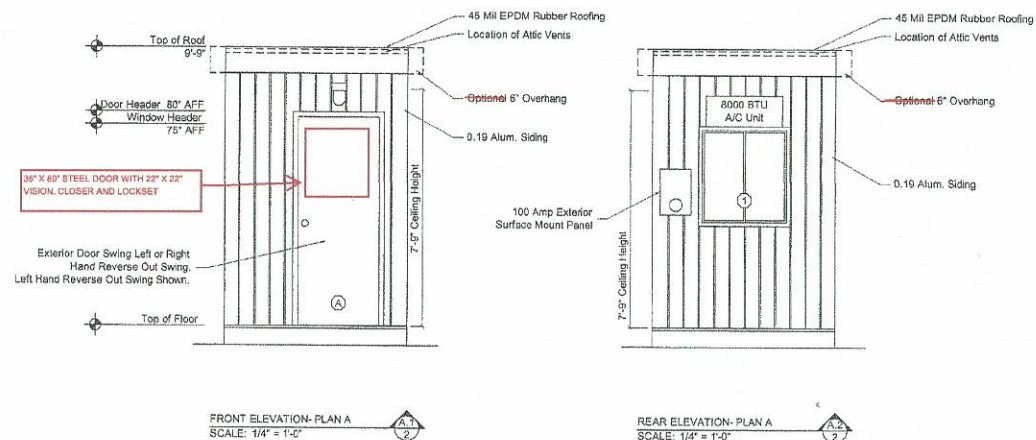 Top of Roof
9'-9"
Door Header 80" AFF
Window Header
75" AFF
36" X 80" STEEL DOOR WITH 22" X 22"
VISION, CLOSER AND LOCKSET
Exterior Door Swing Left or Right
Hand Reverse Out Swing.
Left Hand Reverse Out Swing Shown.
Top of Floor
A
45 Mil EPDM Rubber Roofing
Location of Attic Vents
Optional 6" Overhang
0.19 Alum. Siding
7'-9" Ceiling Height
FRONT ELEVATION- PLAN A
SCALE: 1/4" = 1'-0"
A.1
2
45 Mil EPDM Rubber Roofing
Location of Attic Vents
Optional 6" Overhang
8000 BTU
A/C Unit
0.19 Alum. Siding
1
100 Amp Exterior
Surface Mount Panel
7'-9" Ceiling Height
REAR ELEVATION- PLAN A
SCALE: 1/4" = 1'-0"
A.2
2